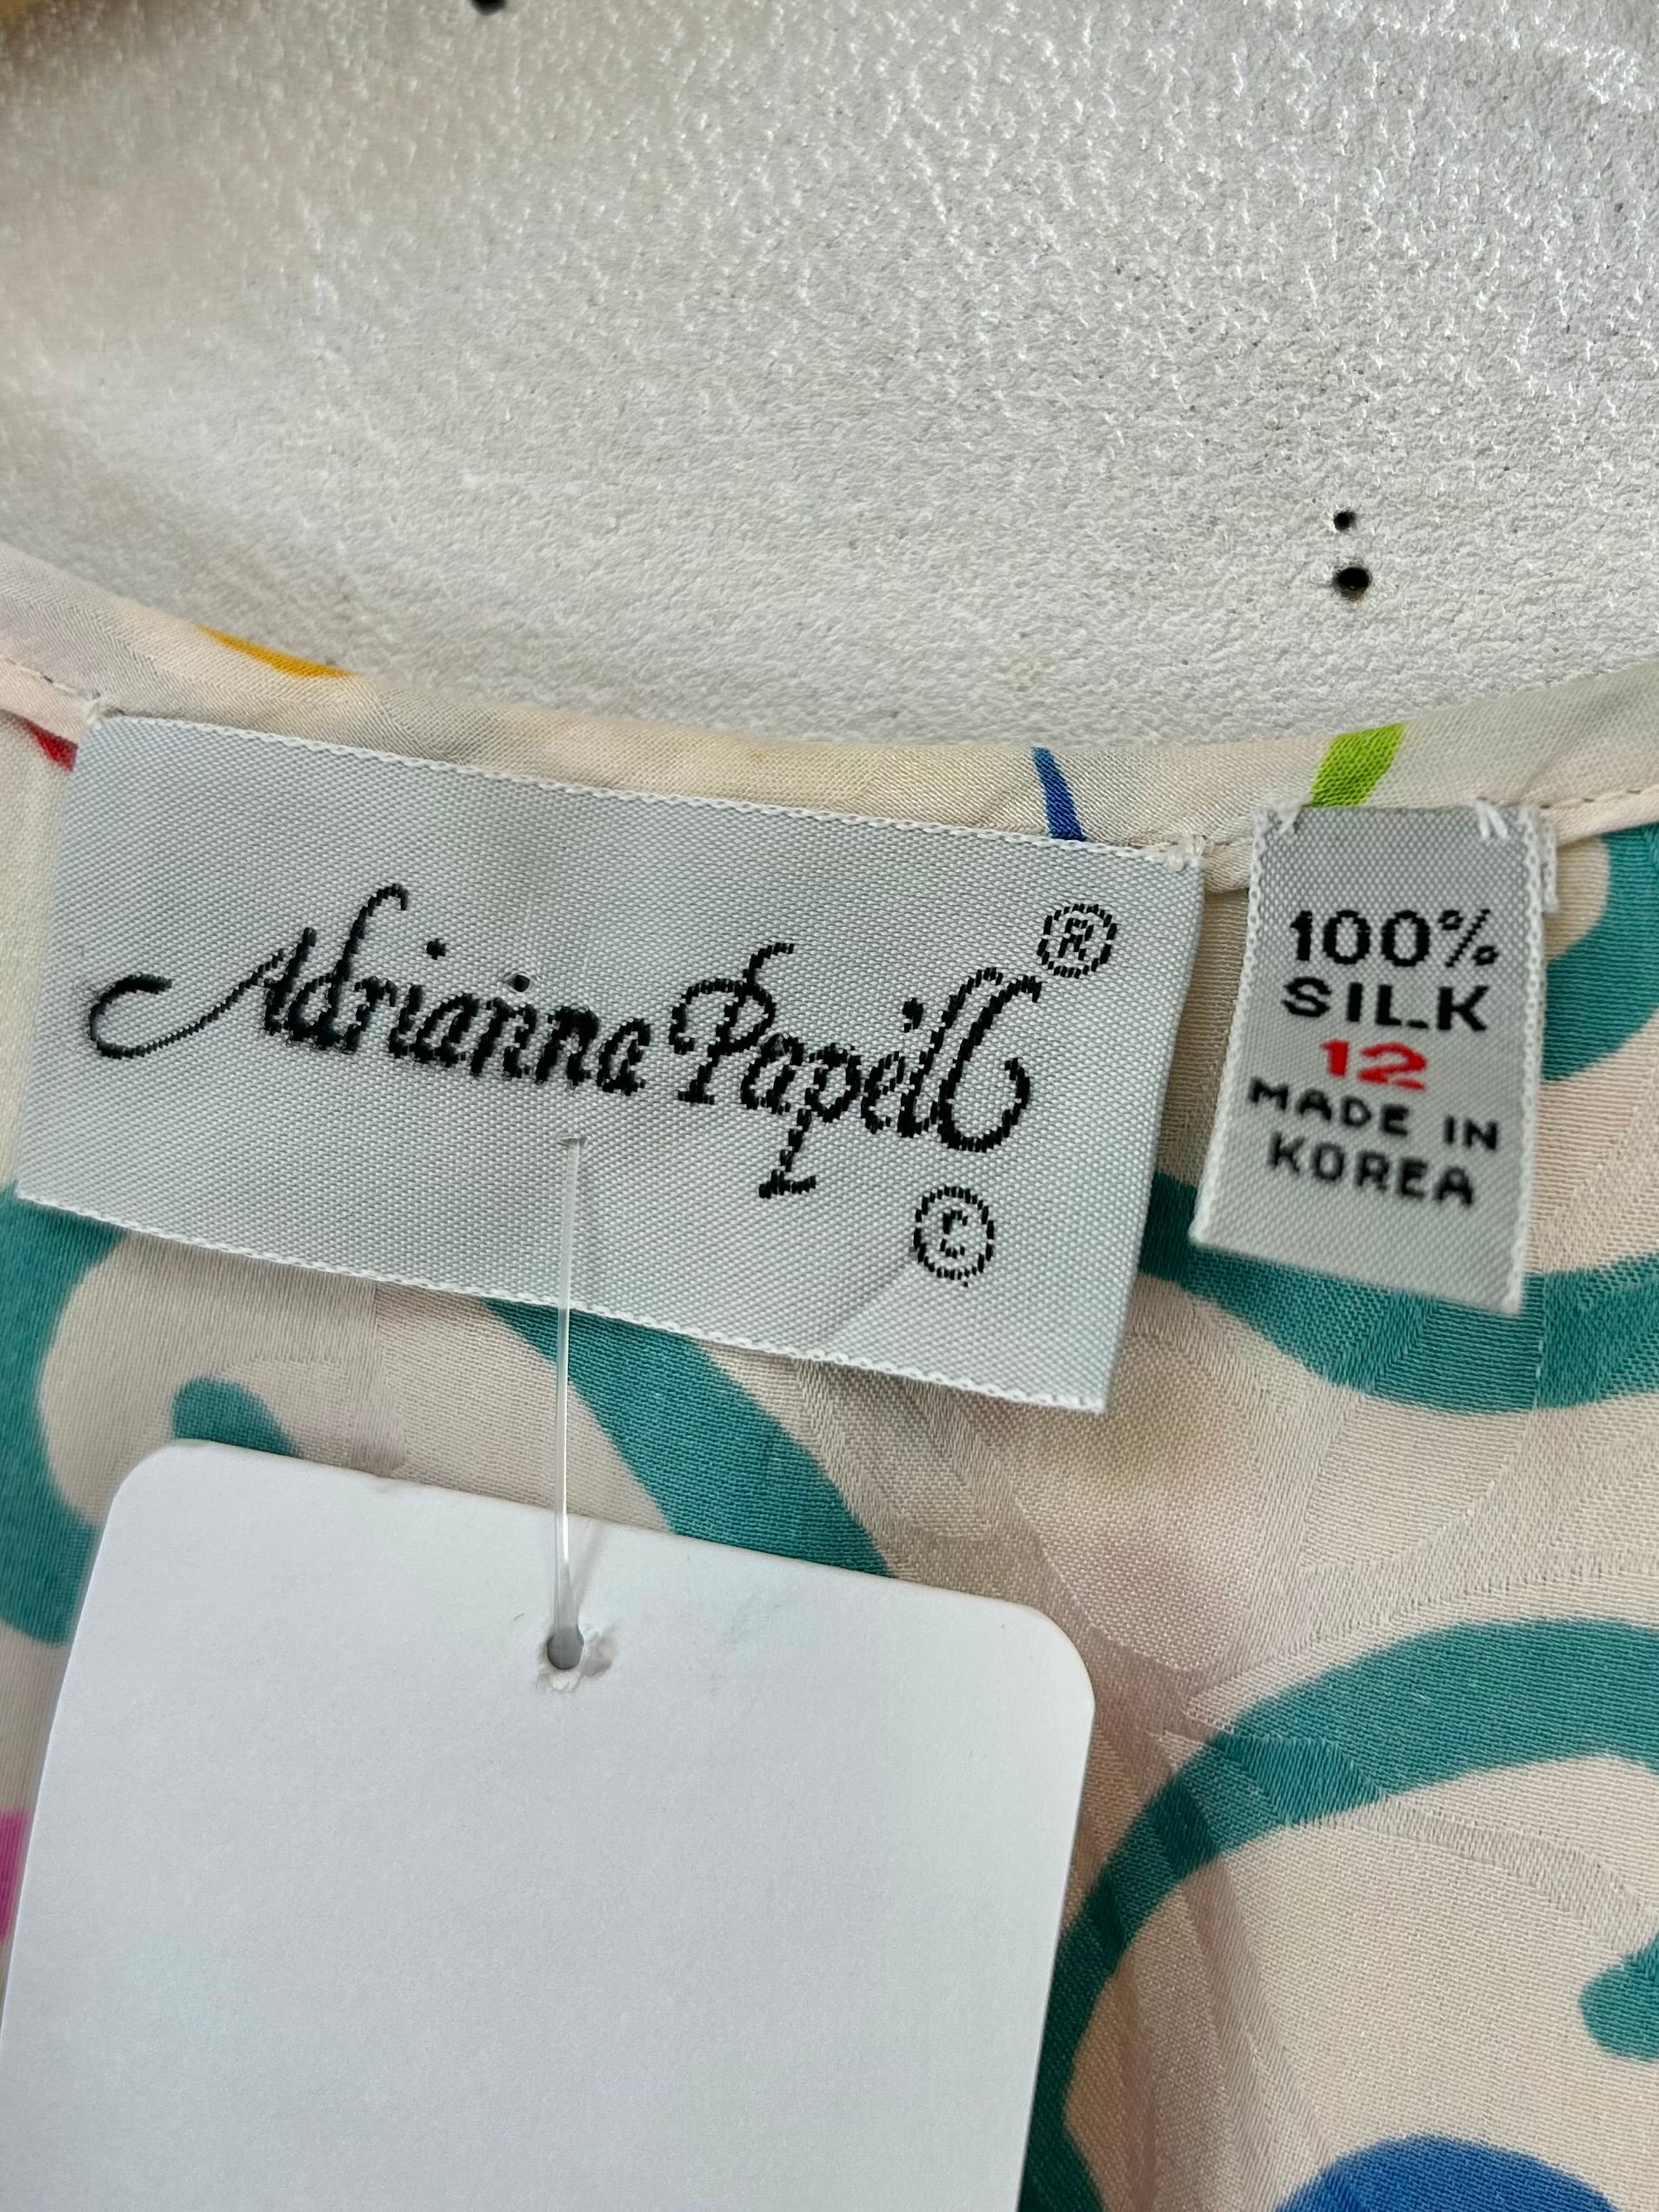 Adrianna Papell ®
©
100%
SILK
12
MADE IN
KOREA